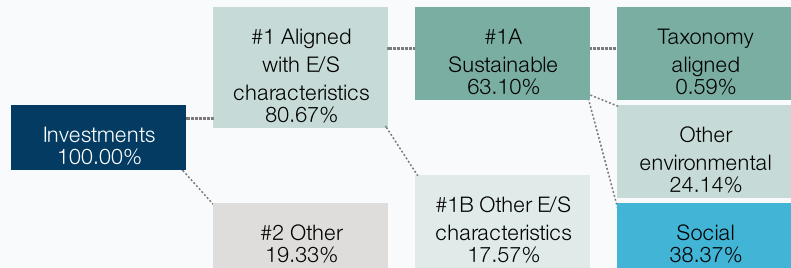 Investments
100.00%
#1 Aligned
with E/S
characteristics
80.67%
#2 Other
19.33%
#1A
Sustainable
63.10%
#1B Other E/S
characteristics
17.57%
Taxonomy
aligned
0.59%
Other
environmental
24.14%
Social
38.37%